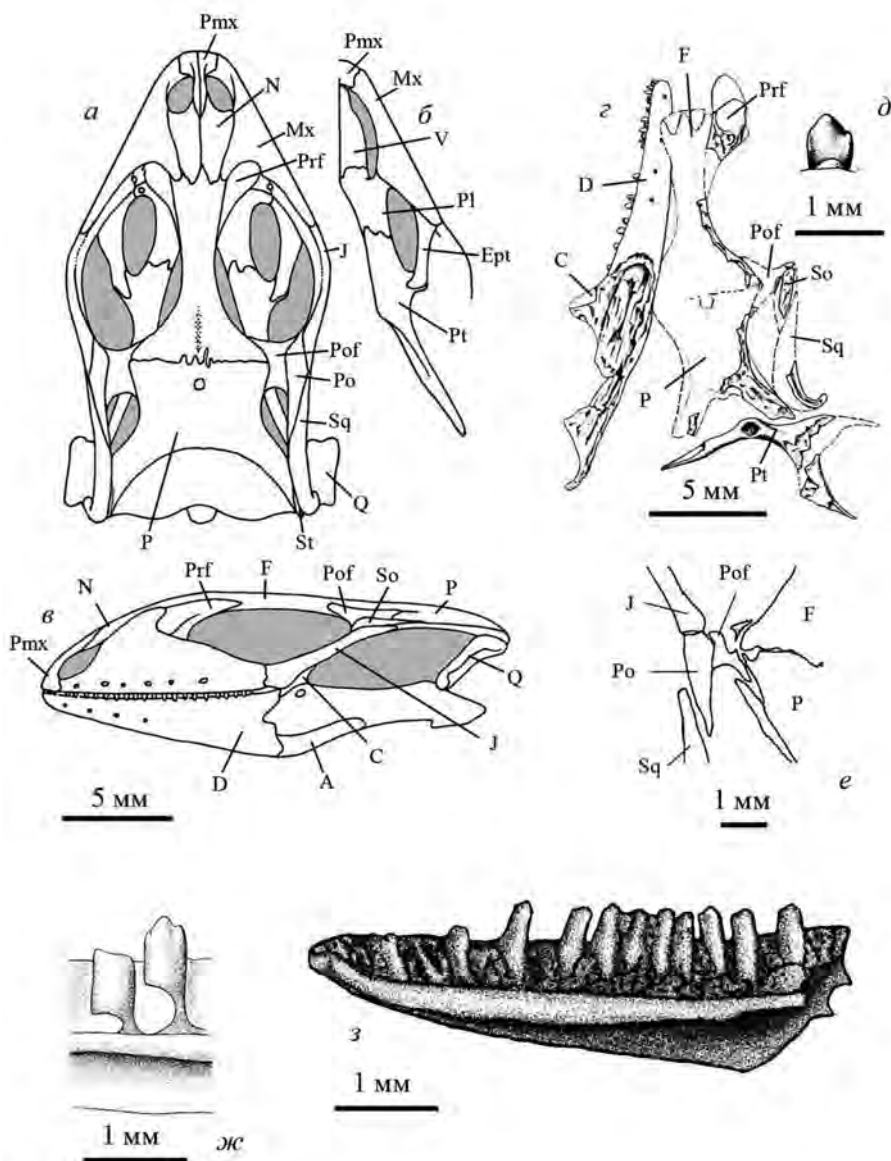 а
Pmx
N
Mx
Prf
J
Pof
Po
Sq
Q
P
St
б
Pmx
Mx
V
Pl
Ept
Pt
г
F
Prf
D
C
Pof
So
Sq
P
Pt
5 мм
д
1 мм
в
Pmx
N
Prf
F
Pof
So
P
Q
J
C
A
D
5 мм
J
Pof
F
Po
P
Sq
е
1 мм
1 мм
ж
з
1 мм